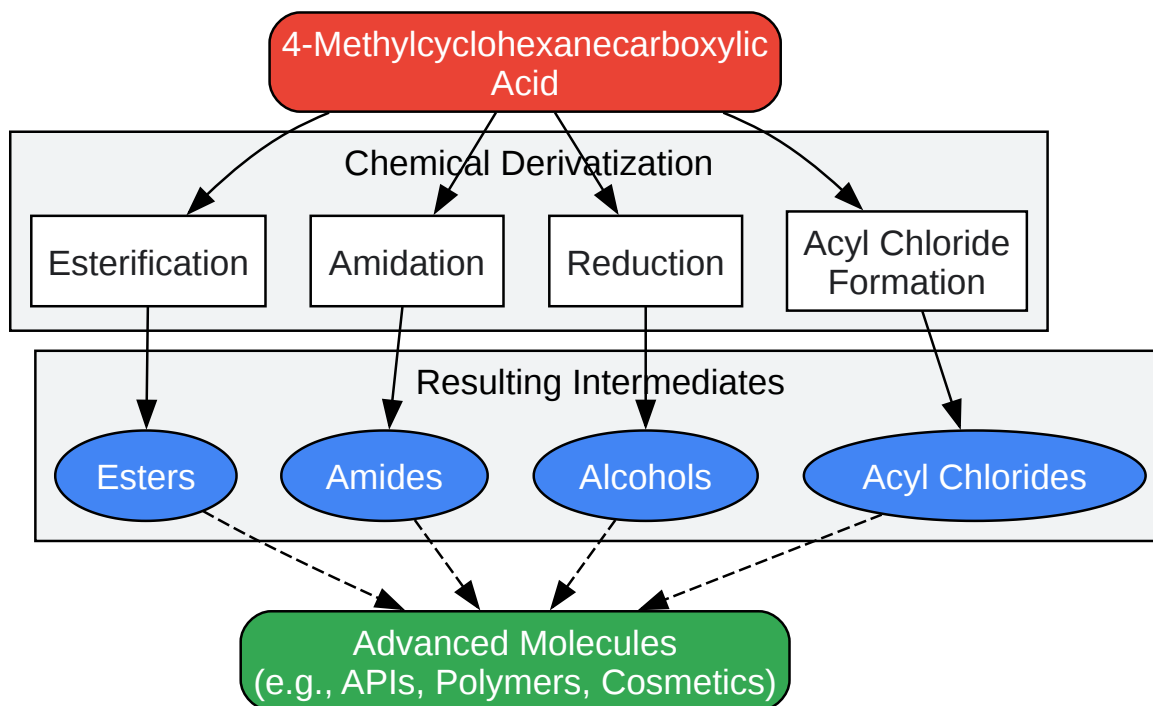 4-Methylcyclohexanecarboxylic
Acid
Chemical Derivatization
Esterification
Amidation
Reduction
Acyl Chloride
Formation
Resulting Intermediates
Esters
Amides
Alcohols
Acyl Chlorides
Advanced Molecules
(e.g., APIs, Polymers, Cosmetics)